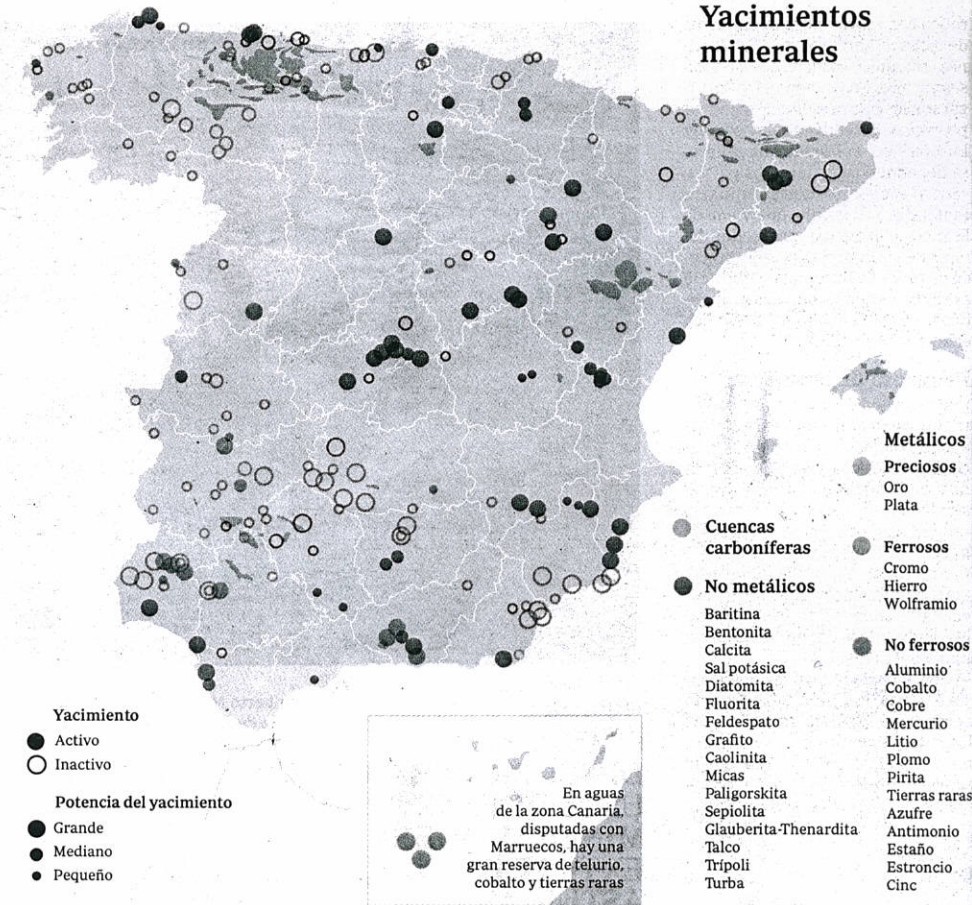 Yacimientos
minerales
Cuencas
carboníferas
No metálicos
Baritina
Bentonita
Calcita
Sal potásica
Diatomita
Fluorita
Feldespato
Grafito
Caolinita
Micas
Paligorskita
Sepiolita
Glauberita-Thenardita
Talco
Trípoli
Turba
Metálicos
Preciosos
Oro
Plata
Ferrosos
Cromo
Hierro
Wolframio
No ferrosos
Aluminio
Cobalto
Cobre
Mercurio
Litio
Plomo
Pirita
Tierras raras
Azufre
Antimonio
Estaño
Estroncio
Cinc
Yacimiento
Activo
Inactivo
Potencia del yacimiento
Grande
Mediano
Pequeño
En aguas
de la zona Canaria,
disputadas con
Marruecos, hay una
gran reserva de telurio,
cobalto y tierras raras